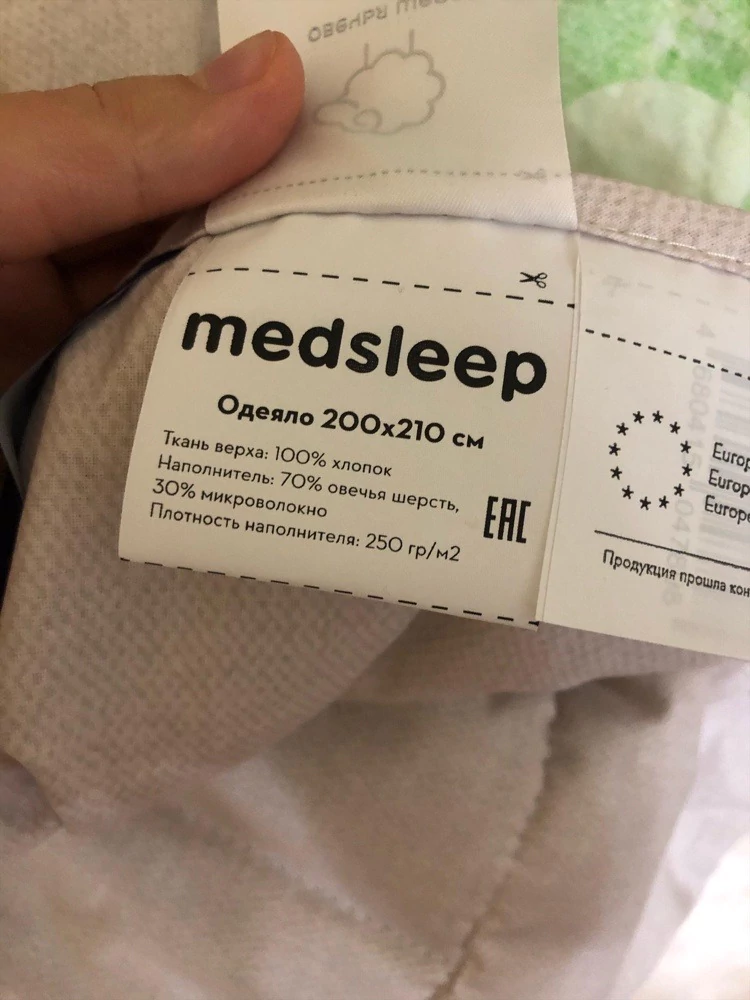 medsleep
Одеяло 200x210 см
Ткань верха: 100% хлопок
Наполнитель: 70% овечья шерсть,
30% микроволокно
Плотность наполнителя: 250 гр/м2
EAC
Продукция прошла